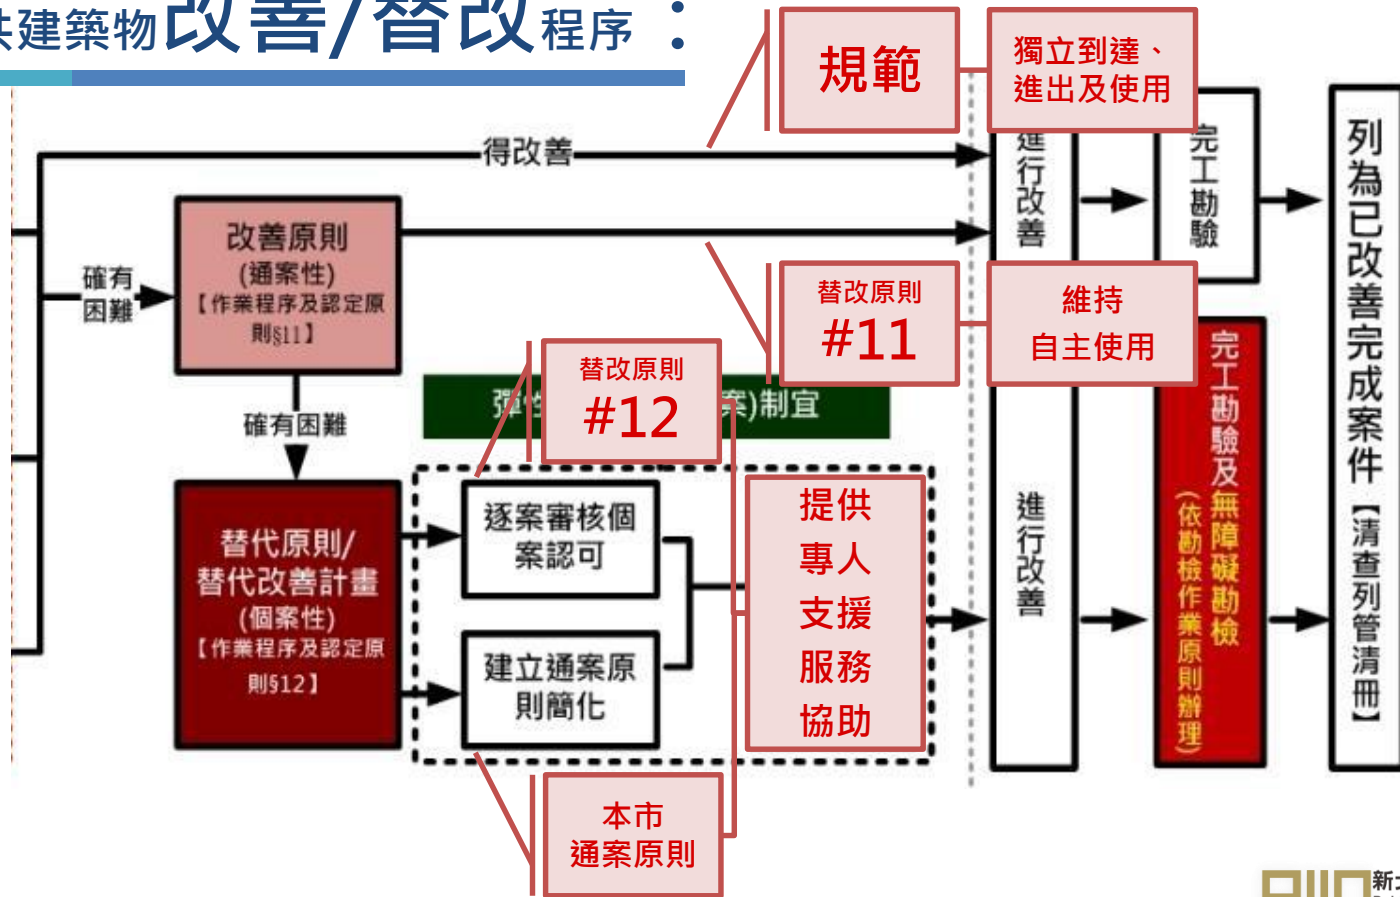 共建築物改善/替改程序：
規範
獨立到達、
進出及使用
得改善
確有
困難
改善原則
(通案性)
【作業程序及認定原
則§11】
確有困難
替改原則
#11
維持
自主使用
替改原則
#12
彈性
案)制宜
替代原則/
替代改善計畫
(個案性)
【作業程序及認定原
則§12】
逐案審核個
案認可
建立通案原
則簡化
提供
專人
支援
服務
協助
本市
通案原則
進行改善
完工勘驗
進行改善
完工勘驗及無障礙勘檢
(依勘檢作業原則辦理)
列為已改善完成案件【清查列管清冊】